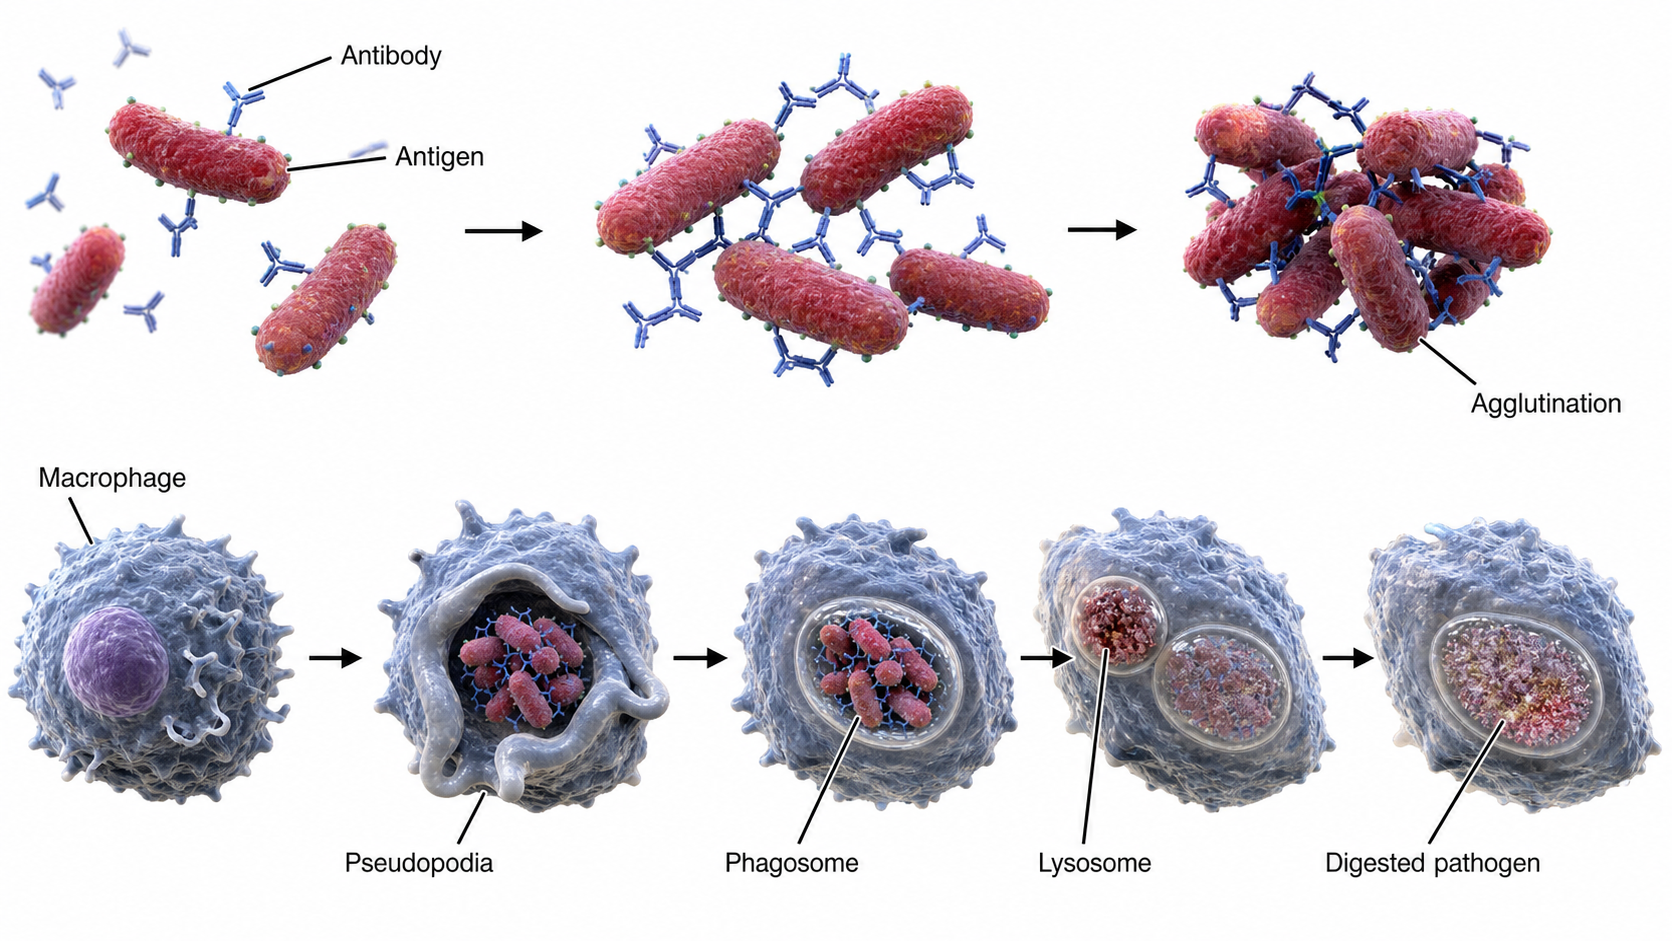 Antibody
Antigen
Agglutination
Macrophage
Pseudopodia
Phagosome
Lysosome
Digested pathogen